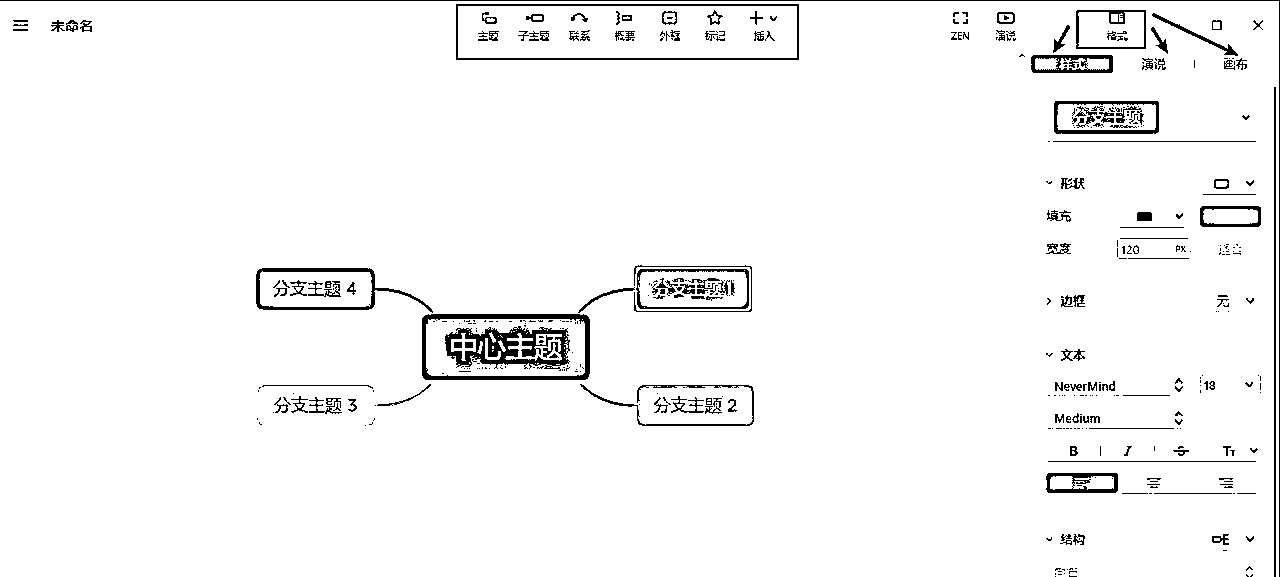 未命名
主题 子主题 联系 概要 外框 标记 插入
ZEN 演说 格式
样式 演说 画布
分支主题
形状
填充
宽度 120 PX 适合
边框 无
文本
NeverMind 18
Medium
B I S TT
结构
分支主题 4
分支主题 1
中心主题
分支主题 3
分支主题 2